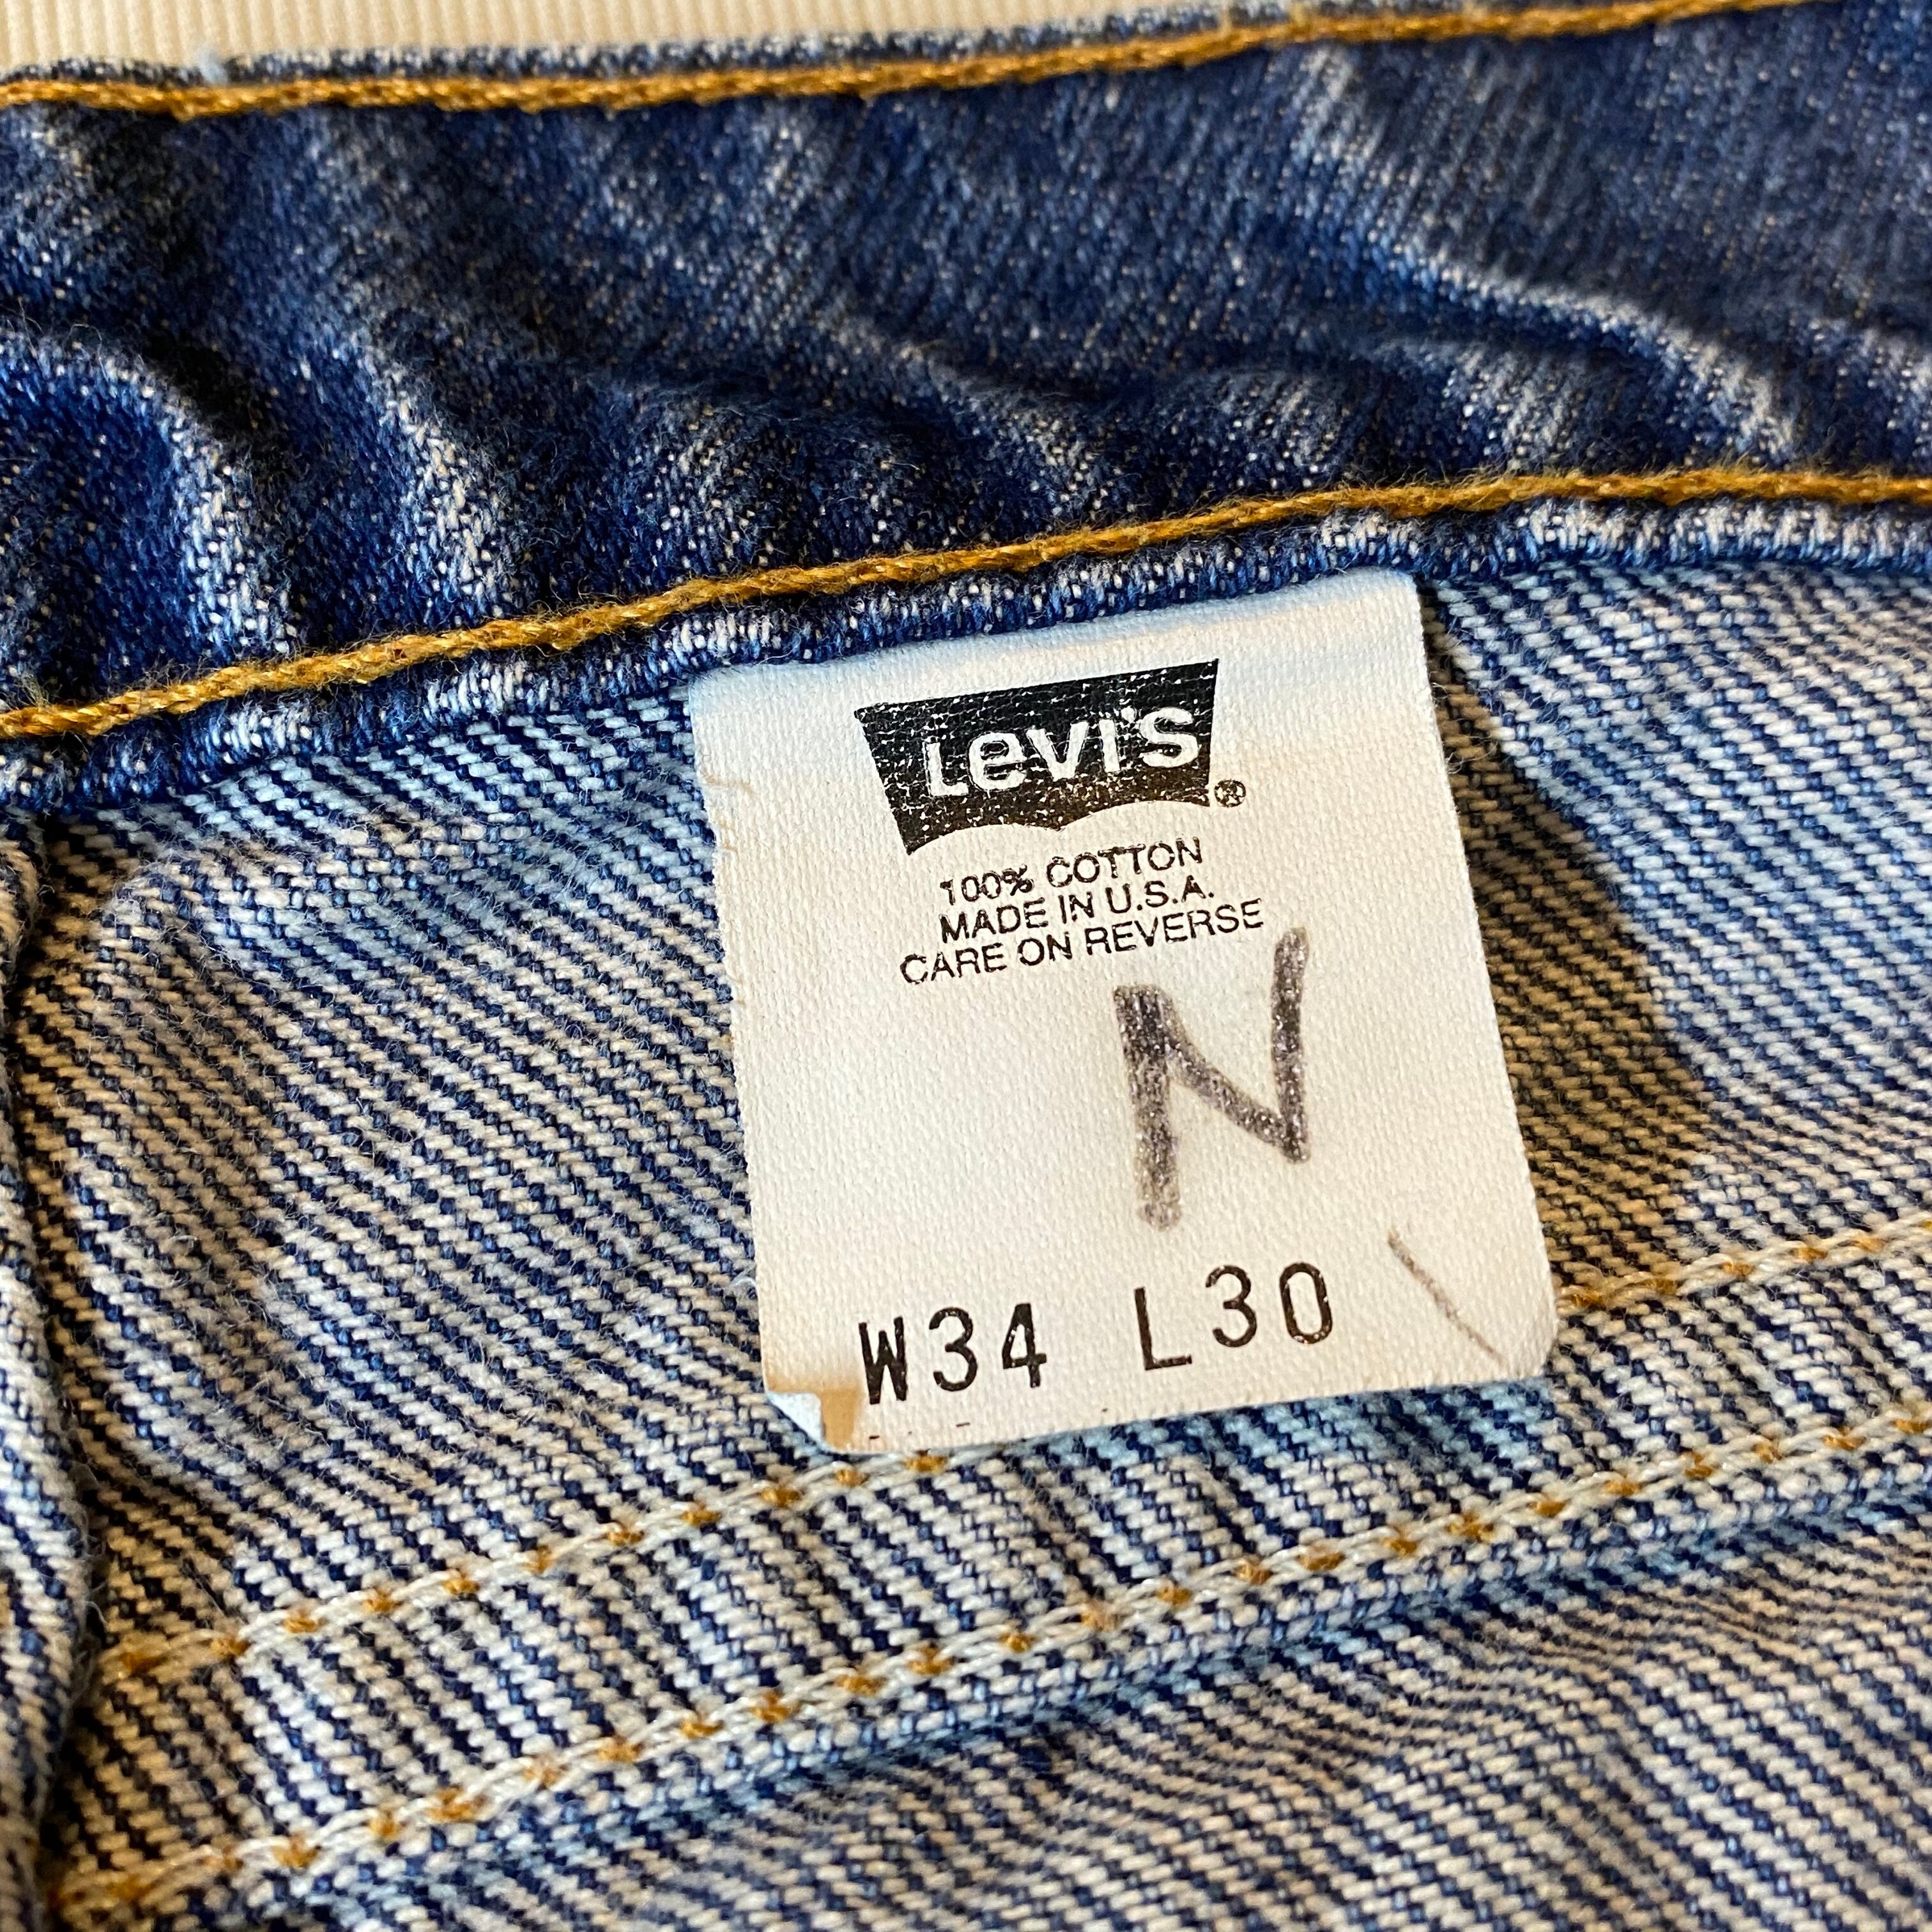 Levi's®
100% COTTON
MADE IN U.S.A.
CARE ON REVERSE
N
W34 L30